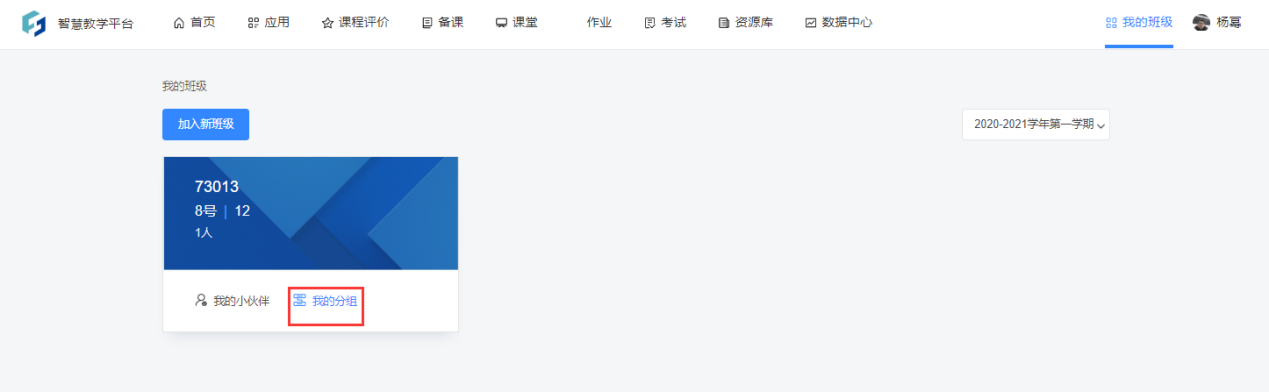 智慧教学平台 首页 应用 课程评价 备课 课堂 作业 考试 资源库 数据中心 我的班级 杨幂
我的班级
加入新班级 2020-2021学年第一学期
73013
8号 | 12
1人
我的小伙伴 我的分组